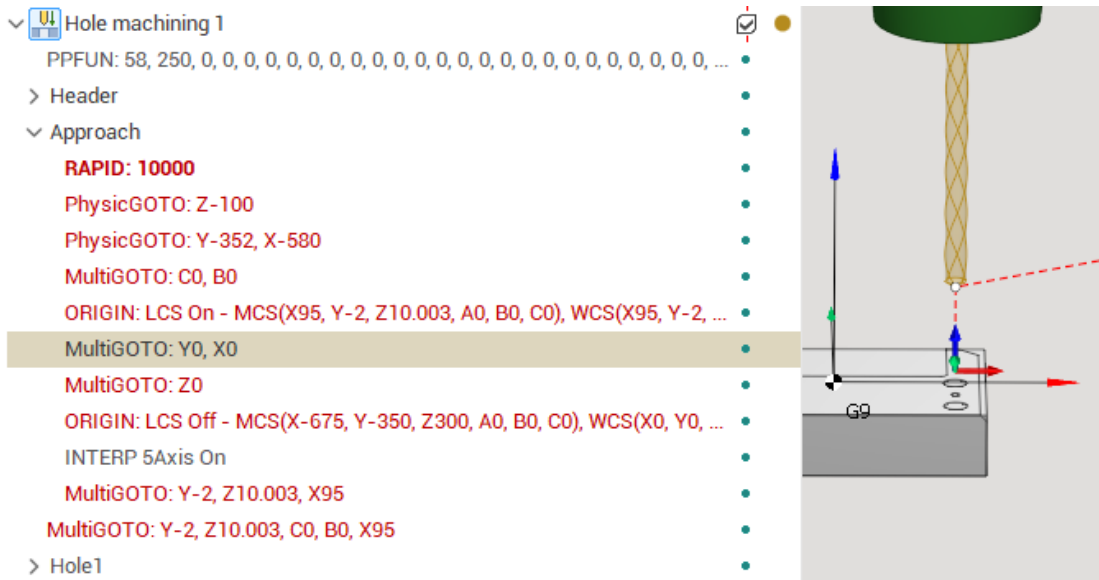 Hole machining 1
PPFUN: 58, 250, 0, 0, 0, 0, 0, 0, 0, 0, 0, 0, 0, 0, 0, 0, 0, 0, 0, 0, 0, 0, 0, 0, 0, 0, ...
Header
Approach
RAPID: 10000
PhysicGOTO: Z-100
PhysicGOTO: Y-352, X-580
MultiGOTO: C0, B0
ORIGIN: LCS On - MCS(X95, Y-2, Z10.003, A0, B0, C0), WCS(X95, Y-2, ...
MultiGOTO: Y0, X0
MultiGOTO: Z0
ORIGIN: LCS Off - MCS(X-675, Y-350, Z300, A0, B0, C0), WCS(X0, Y0, ...
INTERP 5Axis On
MultiGOTO: Y-2, Z10.003, X95
MultiGOTO: Y-2, Z10.003, C0, B0, X95
Hole1
G9